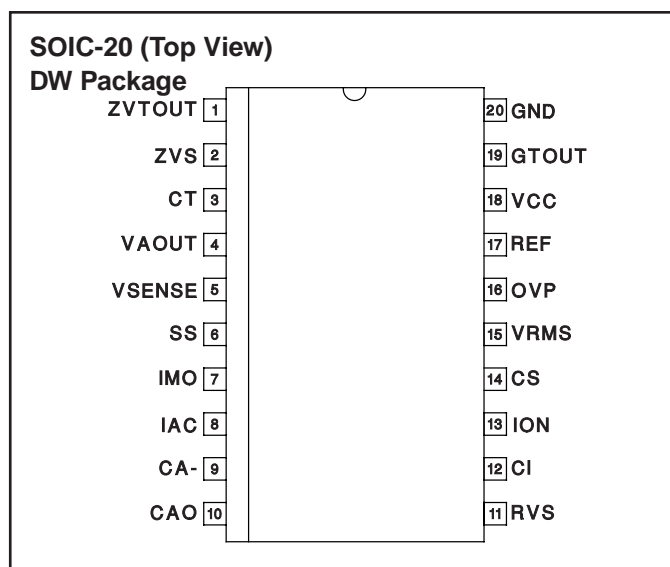 SOIC-20 (Top View)
DW Package
ZVTOUT 1
20 GND
ZVS 2
19 GTOUT
CT 3
18 VCC
VAOUT 4
17 REF
VSENSE 5
16 OVP
SS 6
15 VRMS
IMO 7
14 CS
IAC 8
13 ION
CA- 9
12 CI
CAO 10
11 RVS